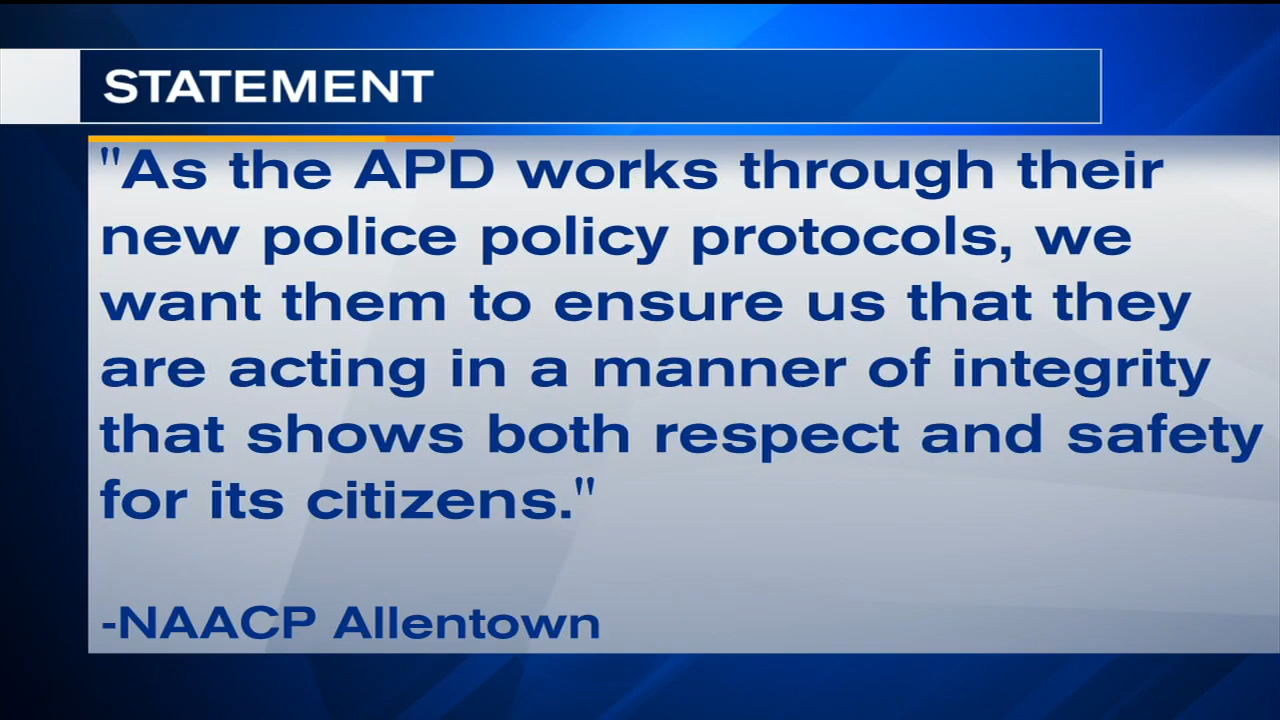 STATEMENT
"As the APD works through their
new police policy protocols, we
want them to ensure us that they
are acting in a manner of integrity
that shows both respect and safety
for its citizens."
-NAACP Allentown